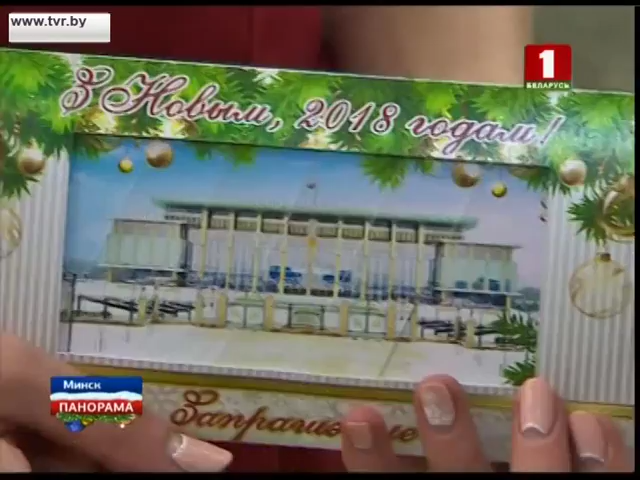 www.tvr.by
1
БЕЛАРУСЬ
З Новым, 2018 годам!
Минск
ПАНОРАМА